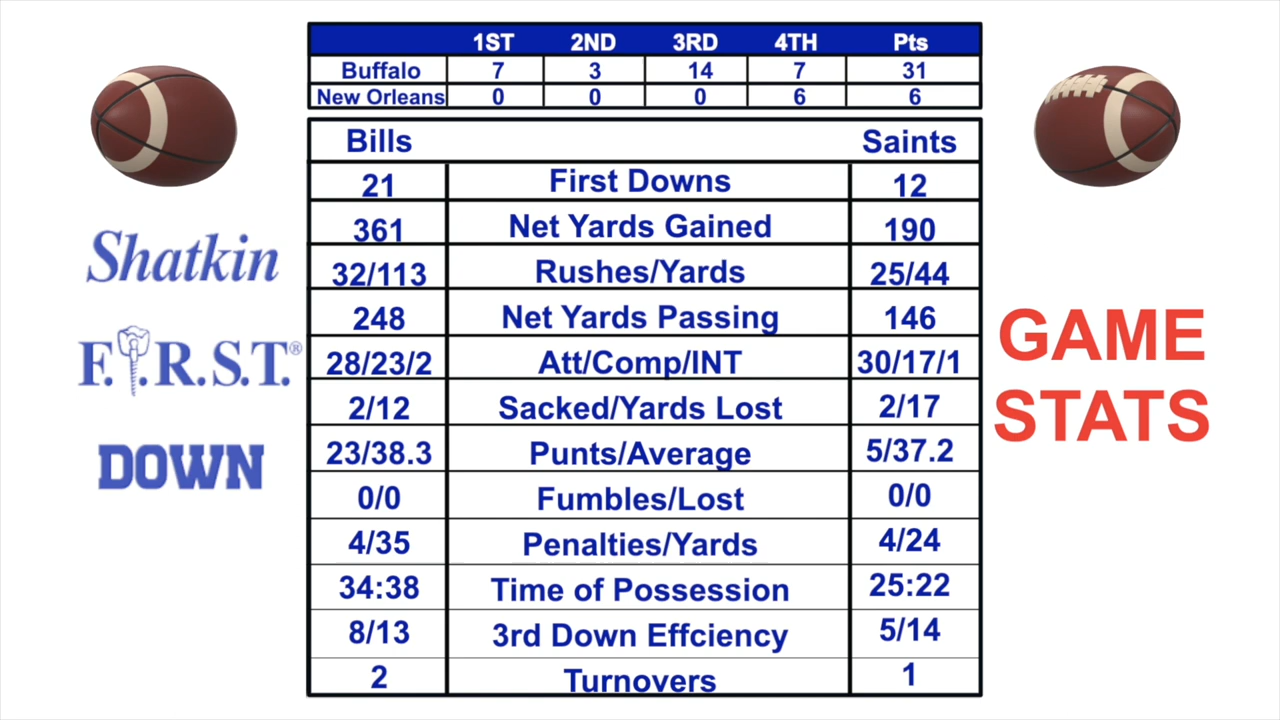 1ST 2ND 3RD 4TH Pts
Buffalo 7 3 14 7 31
New Orleans 0 0 0 6 6
Bills Saints
21 First Downs 12
361 Net Yards Gained 190
32/113 Rushes/Yards 25/44
248 Net Yards Passing 146
28/23/2 Att/Comp/INT 30/17/1
2/12 Sacked/Yards Lost 2/17
23/38.3 Punts/Average 5/37.2
0/0 Fumbles/Lost 0/0
4/35 Penalties/Yards 4/24
34:38 Time of Possession 25:22
8/13 3rd Down Effciency 5/14
2 Turnovers 1
Shatkin
F.I.R.S.T.®
DOWN
GAME
STATS